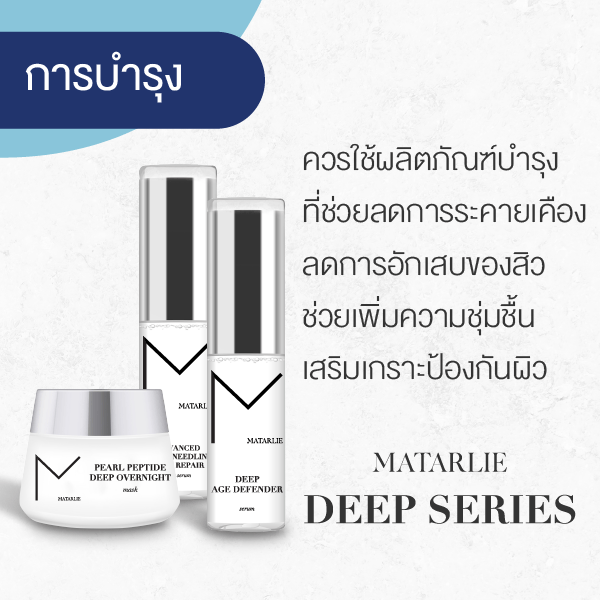 การบำรุง
ควรใช้ผลิตภัณฑ์บำรุง
ที่ช่วยลดการระคายเคือง
ลดการอักเสบของสิว
ช่วยเพิ่มความชุ่มชื้น
เสริมเกราะป้องกันผิว
MATARLIE
DEEP SERIES
MATARLIE
REPAIR
serum
MATARLIE
DEEP
AGE DEFENDER
serum
PEARL PEPTIDE
DEEP OVERNIGHT
mask
MATARLIE